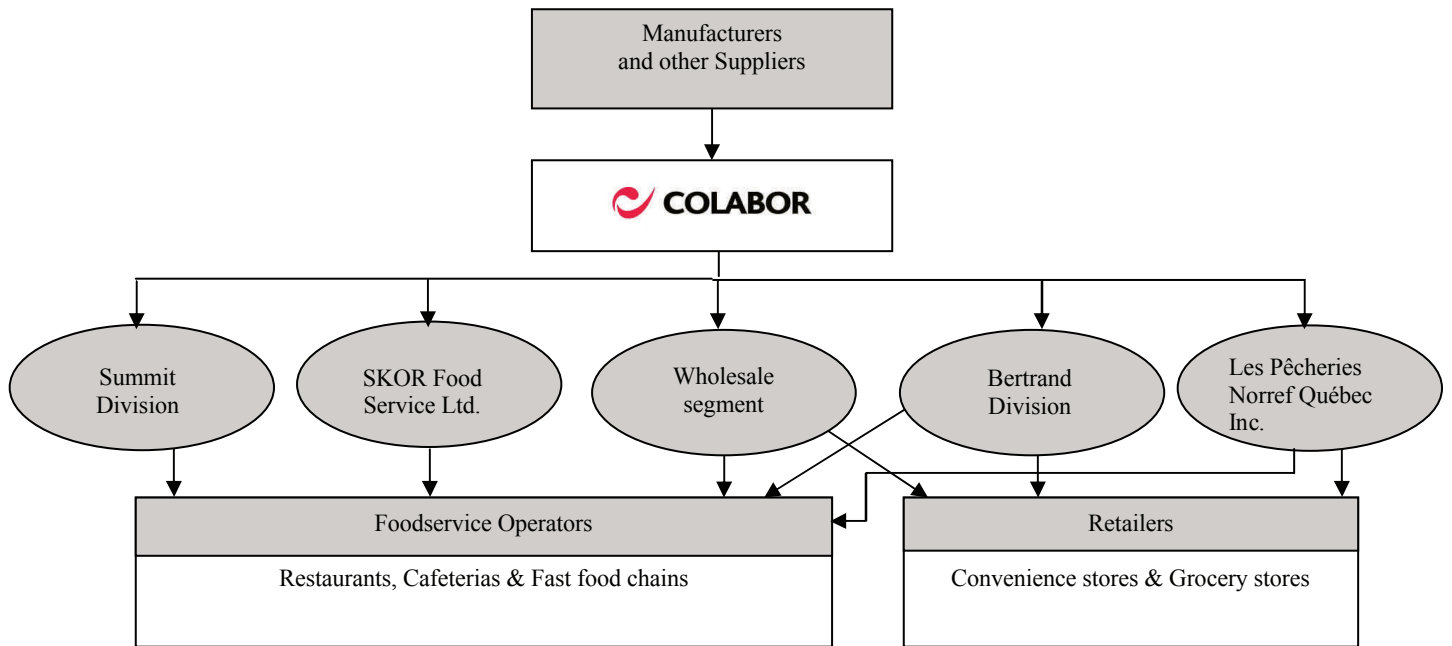 Manufacturers
and other Suppliers
COLABOR
Summit
Division
SKOR Food
Service Ltd.
Wholesale
segment
Bertrand
Division
Les Pêcheries
Norref Québec
Inc.
Foodservice Operators
Restaurants, Cafeterias & Fast food chains
Retailers
Convenience stores & Grocery stores